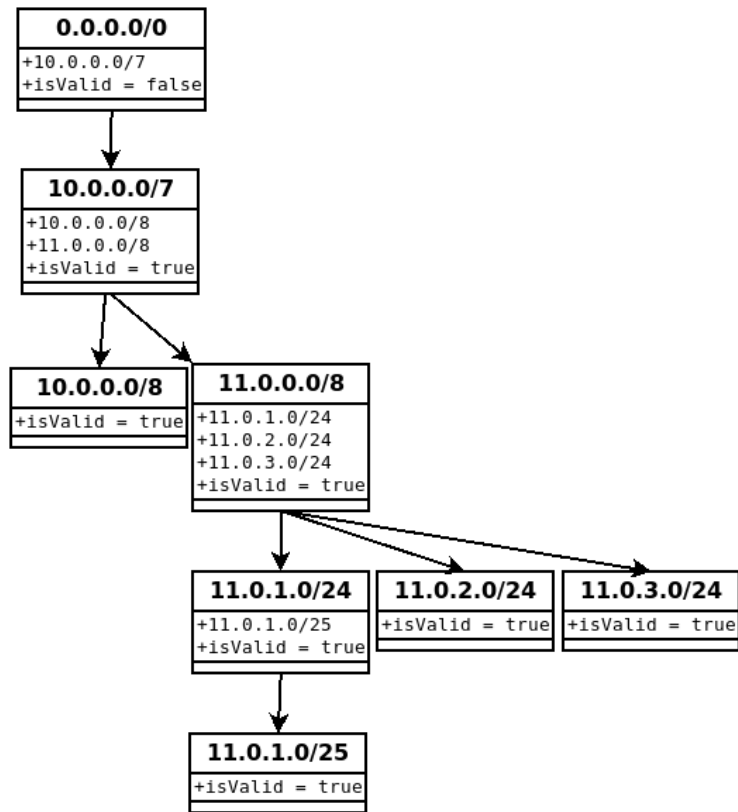 0.0.0.0/0
+10.0.0.0/7
+isValid = false
10.0.0.0/7
+10.0.0.0/8
+11.0.0.0/8
+isValid = true
10.0.0.0/8
+isValid = true
11.0.0.0/8
+11.0.1.0/24
+11.0.2.0/24
+11.0.3.0/24
+isValid = true
11.0.1.0/24
+11.0.1.0/25
+isValid = true
11.0.2.0/24
+isValid = true
11.0.3.0/24
+isValid = true
11.0.1.0/25
+isValid = true